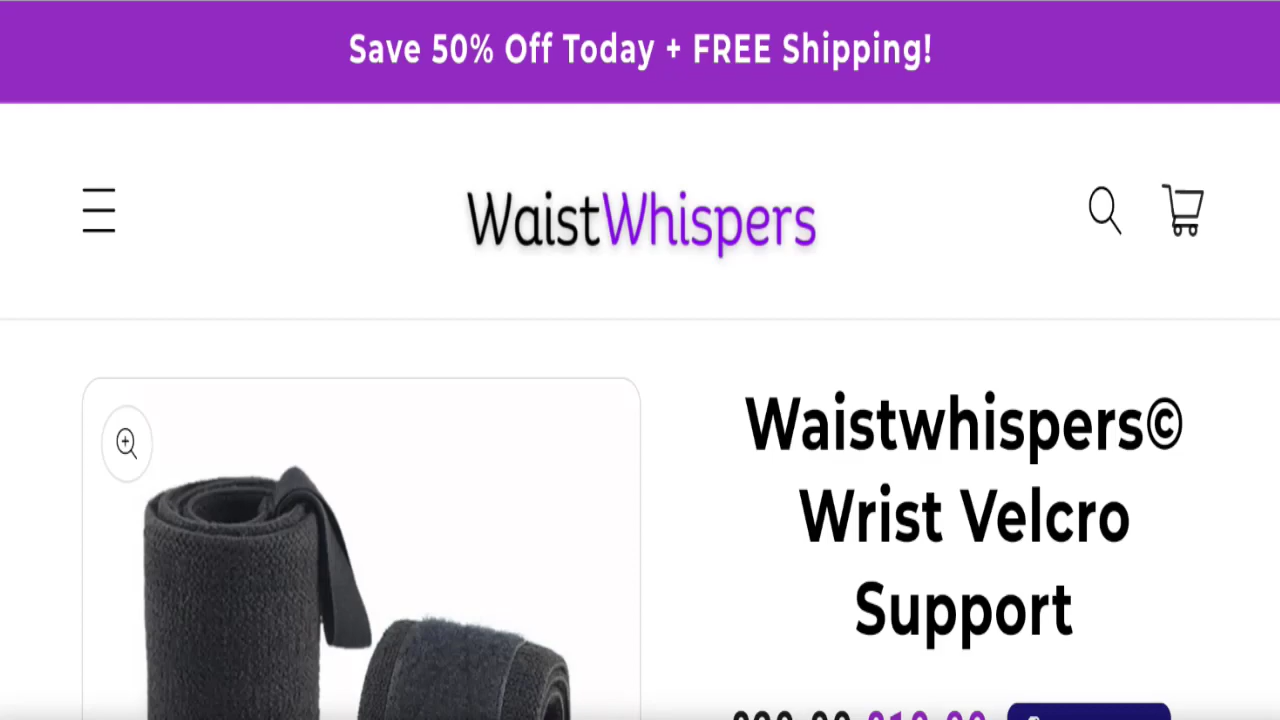 Save 50% Off Today + FREE Shipping!
WaistWhispers
Waistwhispers©
Wrist Velcro
Support